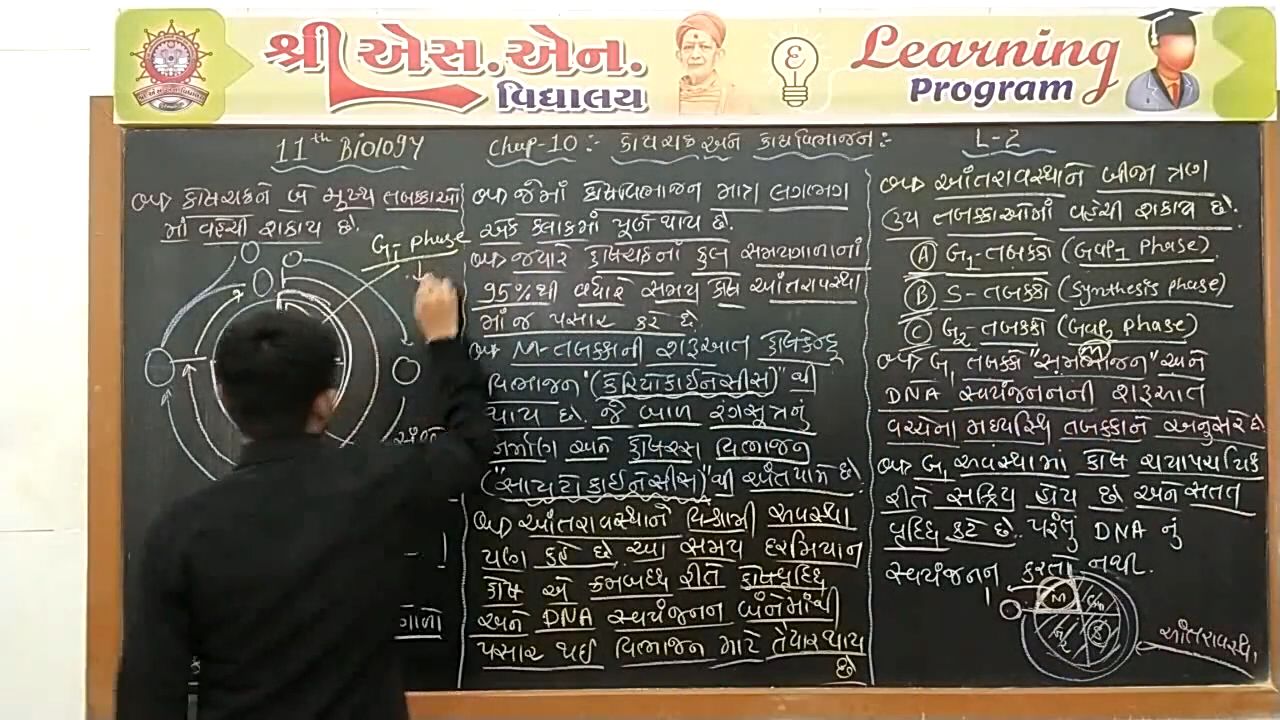 શ્રી એસ. એન.
વિદ્યાલય
Learning
Program
11th BIOLOGY
Chap-10 :- કોષચક્ર અને કોષવિભાજન :-
L-2
કોષચક્રને બે મુખ્ય તબક્કાઓ
માં વહેંચી શકાય છે.
G1 Phase
જેમાં કોષવિભાજન માત્ર લગભગ
એક કલાકમાં પૂર્ણ થાય છે.
જ્યારે કોષચક્રનાં કુલ સમયગાળાનાં
95% થી વધારે સમય કોષ આંતરાવસ્થા
માં જ પસાર કરે છે.
M-તબક્કાની શરૂઆત કોષકેન્દ્ર
વિભાજન "(કેરિયોકાઈનેસીસ)" થી
થાય છે. જે બાળ રંગસૂત્રનું
નિર્માણ અને કોષરસ વિભાજન
("સાયટોકાઈનેસીસ)" થી અંત પામે છે.
આંતરાવસ્થાને વિશ્રામી અવસ્થા
પણ કહે છે. આ સમય દરમિયાન
કોષ એ ક્રમબદ્ધ રીતે કોષવૃદ્ધિ
અને DNA સ્વયંજનન બંનેમાંથી
પસાર થઈ વિભાજન માટે તૈયાર થાય
છે
આંતરાવસ્થાને બીજા ત્રણ
ઉપ તબક્કાઓમાં વહેંચી શકાય છે.
(A) G1-તબક્કો (Gap1 Phase)
(B) S-તબક્કો (Synthesis phase)
(C) G2-તબક્કો (Gap2 phase)
(M)
G1 તબક્કો "સમભાજન" અને
DNA સ્વયંજનનની શરૂઆત
વચ્ચેના મધ્યસ્થિ તબક્કાને અનુસરે છે
G1 અવસ્થામાં કોષ ચયાપચયિક
રીતે સક્રિય હોય છે અને સતત
વૃદ્ધિ કરે છે. પરંતુ DNA નું
સ્વયંજનન કરતો નથી.
M
G2
S
આંતરાવસ્થા
ગાળો